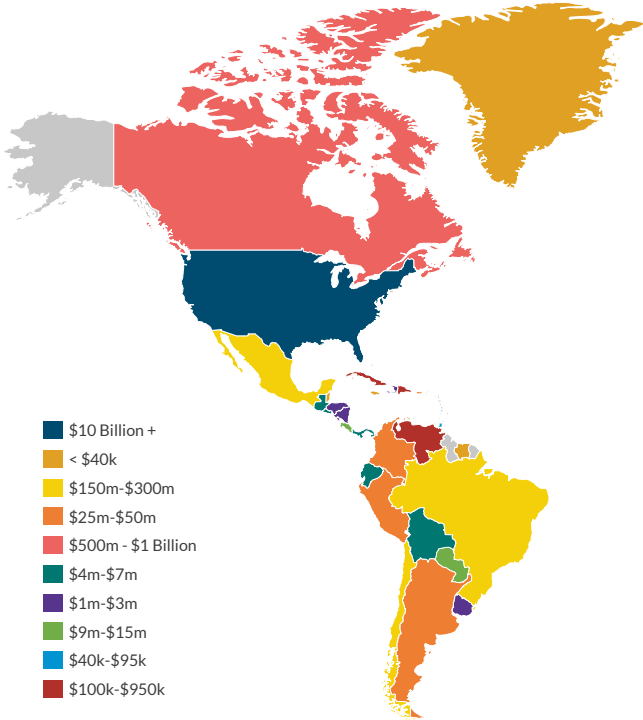 $10 Billion +
< $40k
$150m-$300m
$25m-$50m
$500m - $1 Billion
$4m-$7m
$1m-$3m
$9m-$15m
$40k-$95k
$100k-$950k